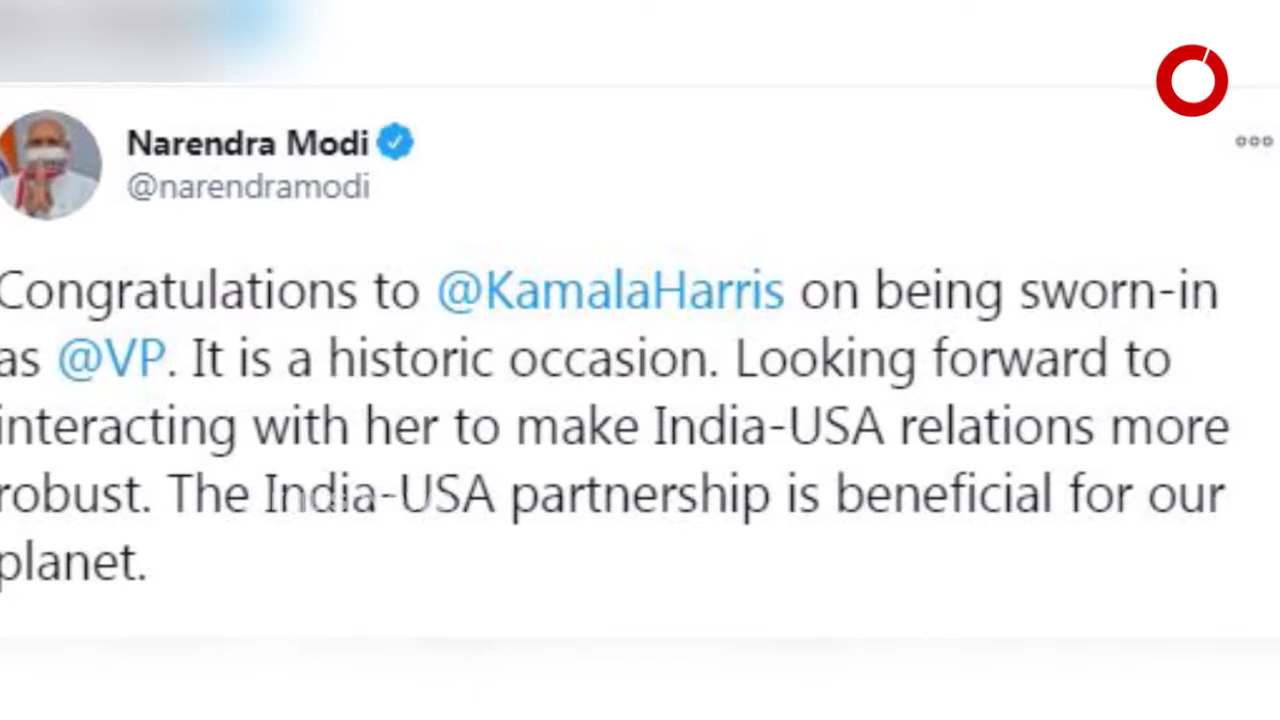 Narendra Modi
@narendramodi
Congratulations to @KamalaHarris on being sworn-in
as @VP. It is a historic occasion. Looking forward to
interacting with her to make India-USA relations more
robust. The India-USA partnership is beneficial for our
planet.